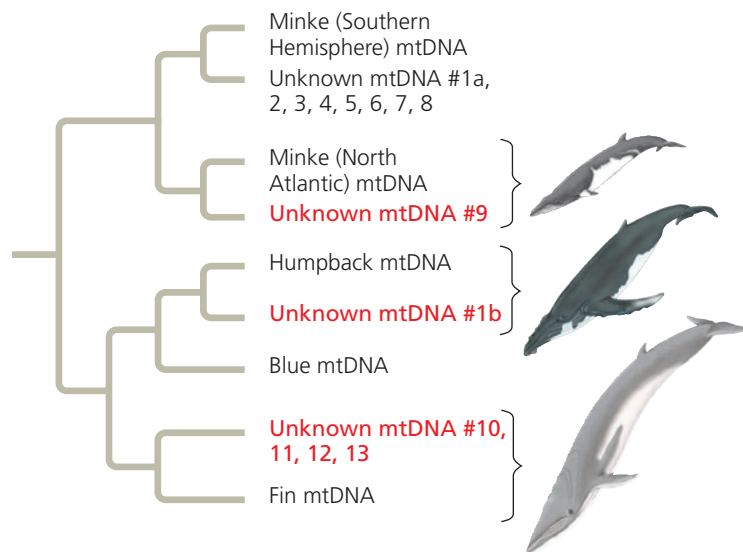 Minke (Southern
Hemisphere) mtDNA
Unknown mtDNA #1a,
2, 3, 4, 5, 6, 7, 8
Minke (North
Atlantic) mtDNA
Unknown mtDNA #9
Humpback mtDNA
Unknown mtDNA #1b
Blue mtDNA
Unknown mtDNA #10,
11, 12, 13
Fin mtDNA